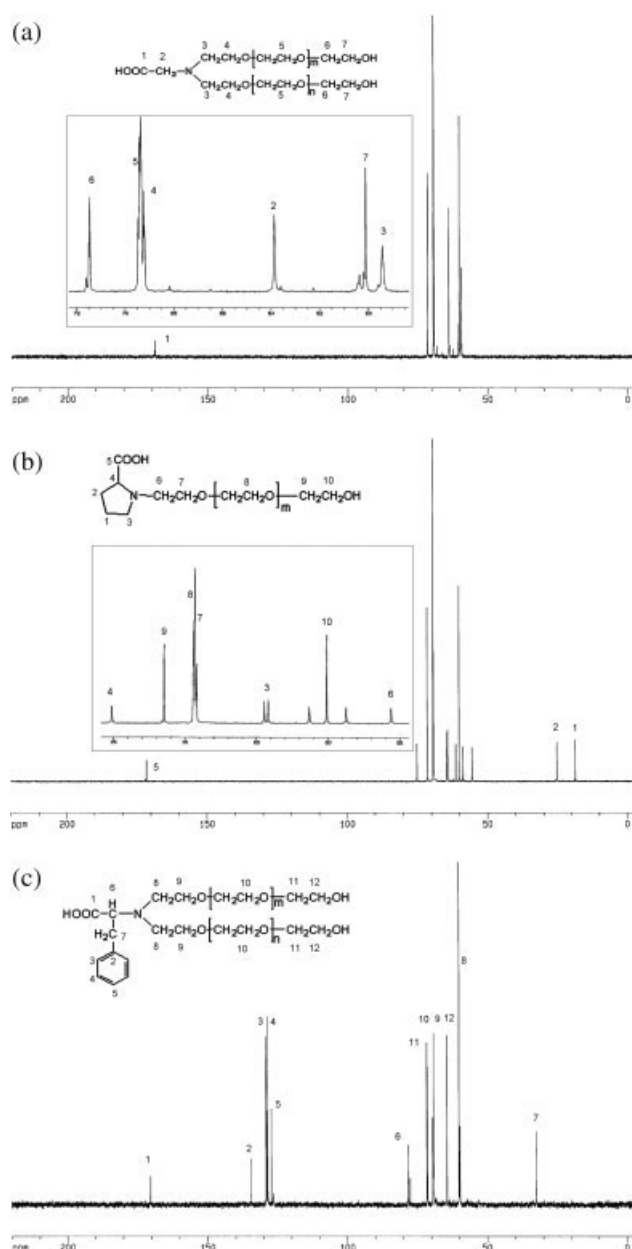 (a)
3 4 5 6 7
1 2 CH₂CH₂O-[CH₂CH₂O]m-CH₂CH₂OH
HOOC-CH₂-N
CH₂CH₂O-[CH₂CH₂O]n-CH₂CH₂OH
3 4 5 6 7
5
7
6
4
2
3
1
ppm 200 150 100 50 0
(b)
5 COOH
4 6 7 8 9 10
2 N-CH₂CH₂O-[CH₂CH₂O]m-CH₂CH₂OH
1 3
8
7
9
10
4
3
6
2 1
5
ppm 200 150 100 50 0
(c)
6 8 9 10 11 12
1 H CH₂CH₂O-[CH₂CH₂O]m-CH₂CH₂OH
HOOC-C-N
H₂C 7 CH₂CH₂O-[CH₂CH₂O]n-CH₂CH₂OH
3 2 8 9 10 11 12
4
5
8
3 4
10 9 12
11
5
6
7
2
1
ppm 200 150 100 50 0